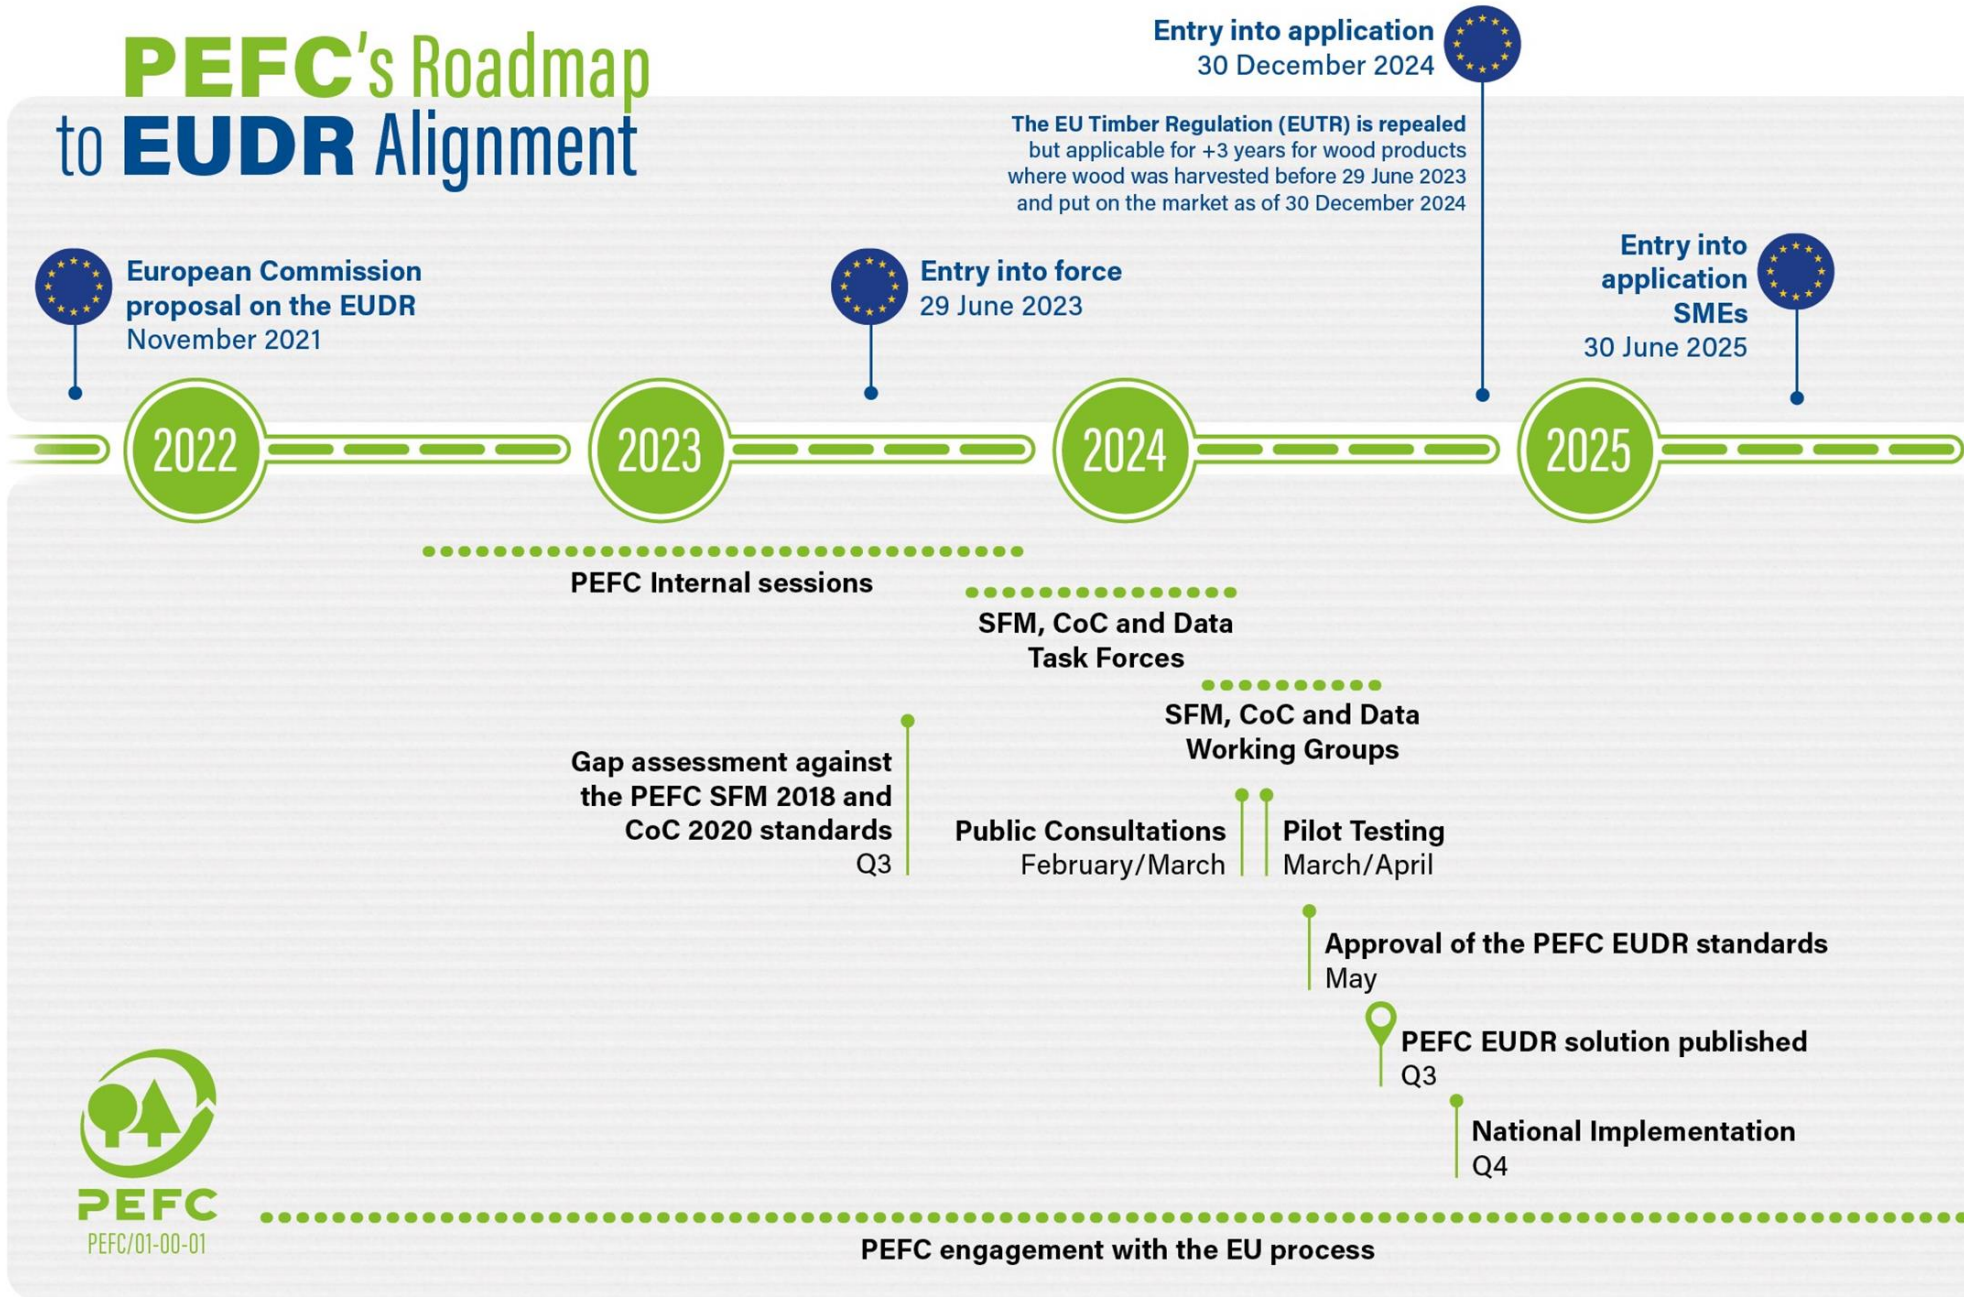 PEFC's Roadmap
to EUDR Alignment
Entry into application
30 December 2024
The EU Timber Regulation (EUTR) is repealed
but applicable for +3 years for wood products
where wood was harvested before 29 June 2023
and put on the market as of 30 December 2024
European Commission
proposal on the EUDR
November 2021
Entry into force
29 June 2023
Entry into
application
SMEs
30 June 2025
2022
2023
2024
2025
PEFC Internal sessions
SFM, CoC and Data
Task Forces
SFM, CoC and Data
Working Groups
Gap assessment against
the PEFC SFM 2018 and
CoC 2020 standards
Q3
Public Consultations
February/March
Pilot Testing
March/April
Approval of the PEFC EUDR standards
May
PEFC EUDR solution published
Q3
National Implementation
Q4
PEFC
PEFC/01-00-01
PEFC engagement with the EU process